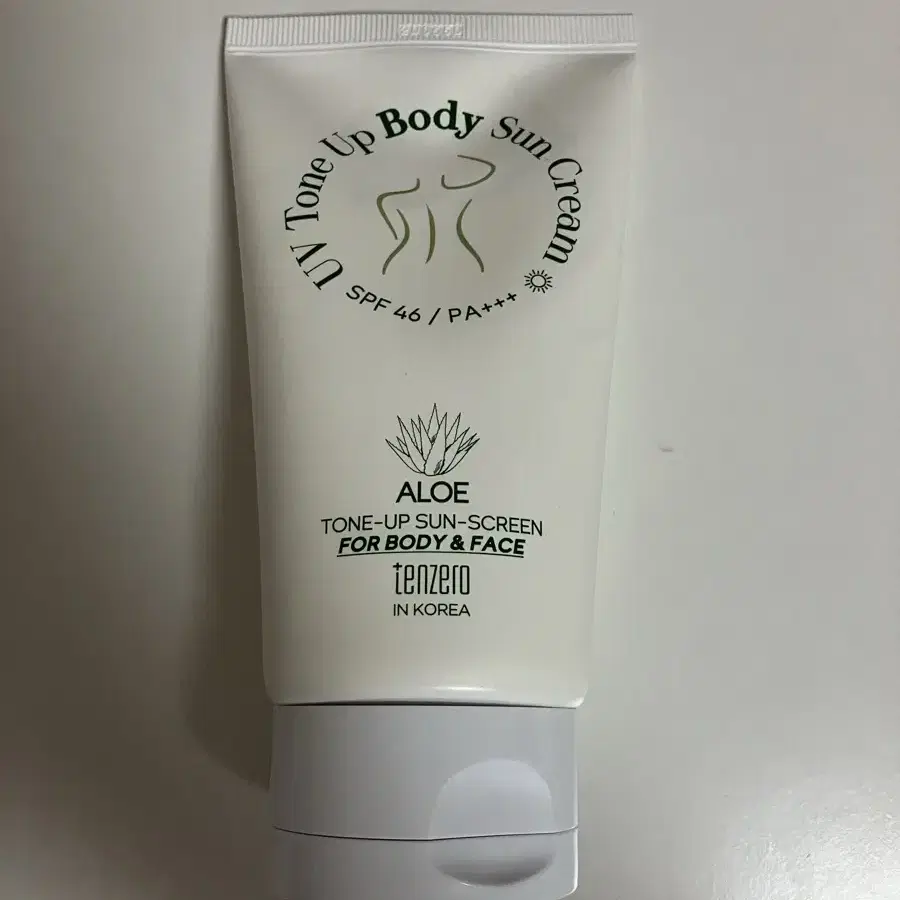 UV Tone Up Body Sun Cream
SPF 46 / PA+++
ALOE
TONE-UP SUN-SCREEN
FOR BODY & FACE
tenzero
IN KOREA